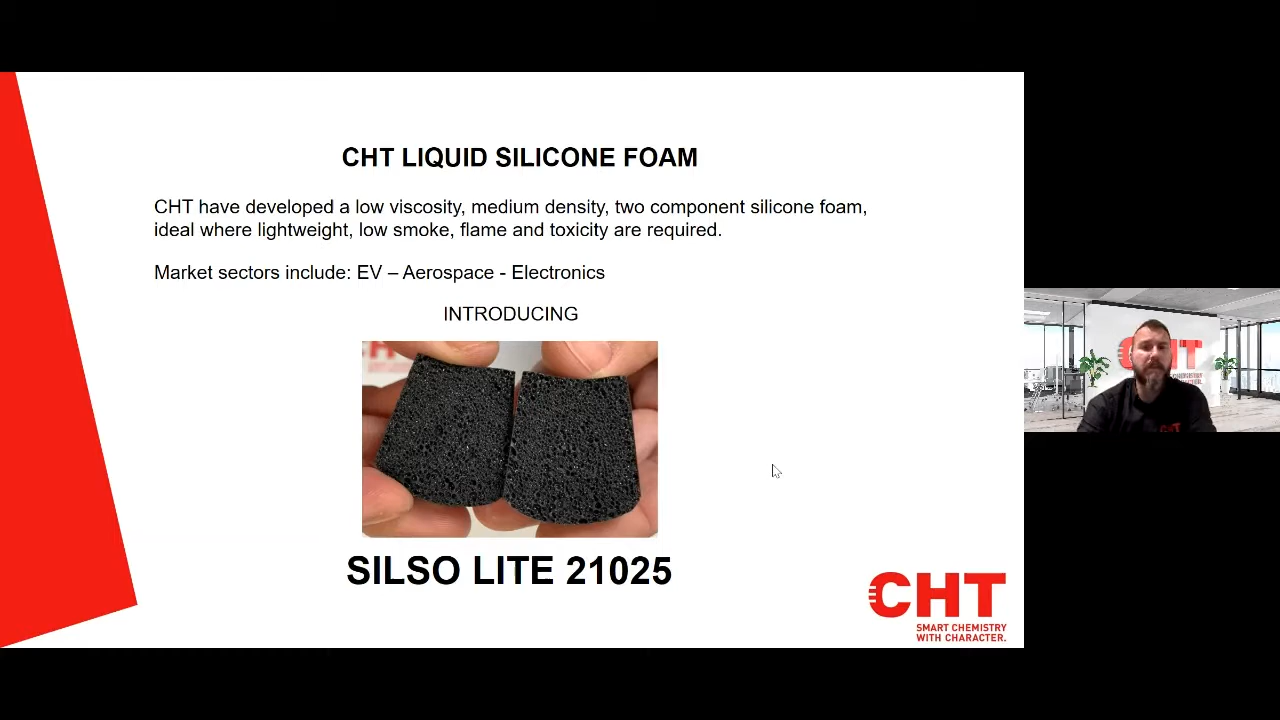 CHT LIQUID SILICONE FOAM
CHT have developed a low viscosity, medium density, two component silicone foam,
ideal where lightweight, low smoke, flame and toxicity are required.
Market sectors include: EV – Aerospace - Electronics
INTRODUCING
SILSO LITE 21025
CHT
SMART CHEMISTRY
WITH CHARACTER.
CHT